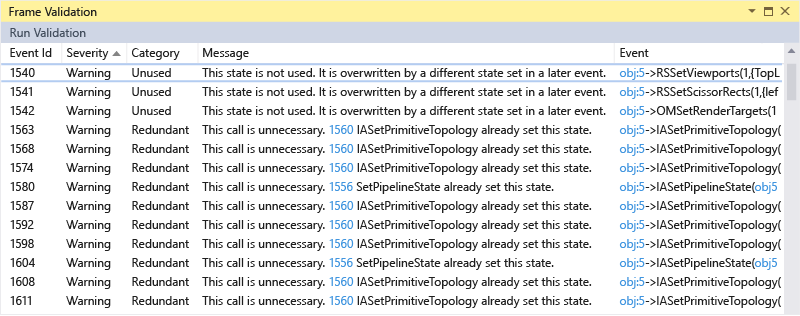 Frame Validation
Run Validation
Event Id Severity Category Message Event
1540 Warning Unused This state is not used. It is overwritten by a different state set in a later event. obj:5->RSSetViewports(1,{TopL
1541 Warning Unused This state is not used. It is overwritten by a different state set in a later event. obj:5->RSSetScissorRects(1,{lef
1542 Warning Unused This state is not used. It is overwritten by a different state set in a later event. obj:5->OMSetRenderTargets(1
1563 Warning Redundant This call is unnecessary. 1560 IASetPrimitiveTopology already set this state. obj:5->IASetPrimitiveTopology(
1568 Warning Redundant This call is unnecessary. 1560 IASetPrimitiveTopology already set this state. obj:5->IASetPrimitiveTopology(
1574 Warning Redundant This call is unnecessary. 1560 IASetPrimitiveTopology already set this state. obj:5->IASetPrimitiveTopology(
1580 Warning Redundant This call is unnecessary. 1556 SetPipelineState already set this state. obj:5->IASetPipelineState(obj5
1587 Warning Redundant This call is unnecessary. 1560 IASetPrimitiveTopology already set this state. obj:5->IASetPrimitiveTopology(
1592 Warning Redundant This call is unnecessary. 1560 IASetPrimitiveTopology already set this state. obj:5->IASetPrimitiveTopology(
1598 Warning Redundant This call is unnecessary. 1560 IASetPrimitiveTopology already set this state. obj:5->IASetPrimitiveTopology(
1604 Warning Redundant This call is unnecessary. 1556 SetPipelineState already set this state. obj:5->IASetPipelineState(obj5
1608 Warning Redundant This call is unnecessary. 1560 IASetPrimitiveTopology already set this state. obj:5->IASetPrimitiveTopology(
1611 Warning Redundant This call is unnecessary. 1560 IASetPrimitiveTopology already set this state. obj:5->IASetPrimitiveTopology(